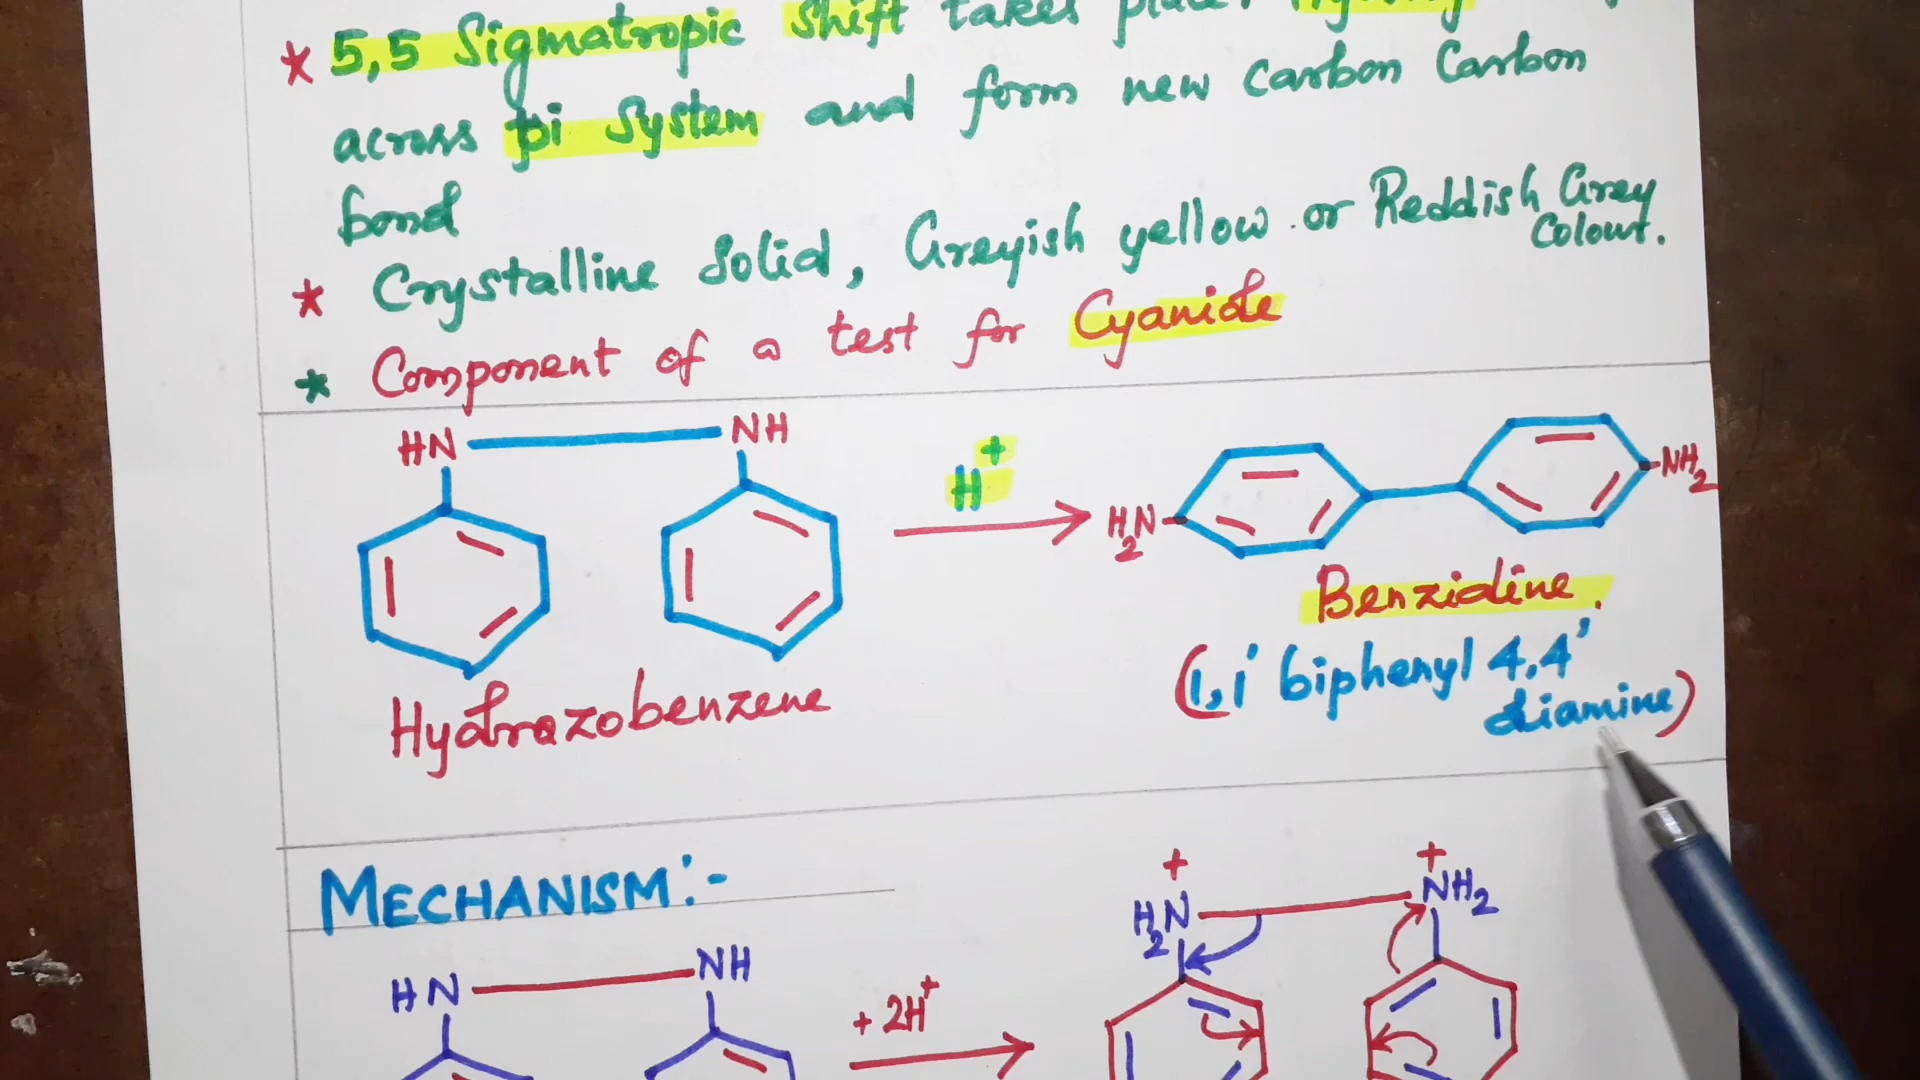 * 5,5 Sigmatropic Shift takes place.
across pi System and form new carbon Carbon
bond
* Crystalline Solid, Greyish yellow or Reddish Grey
Colour.
* Component of a test for Cyanide
HN NH
H+
H2N NH2
Benzidine.
Hydrazobenzene
(1,1' biphenyl 4,4'
diamine)
MECHANISM:-
+ +
H2N NH2
HN NH
+ 2H+